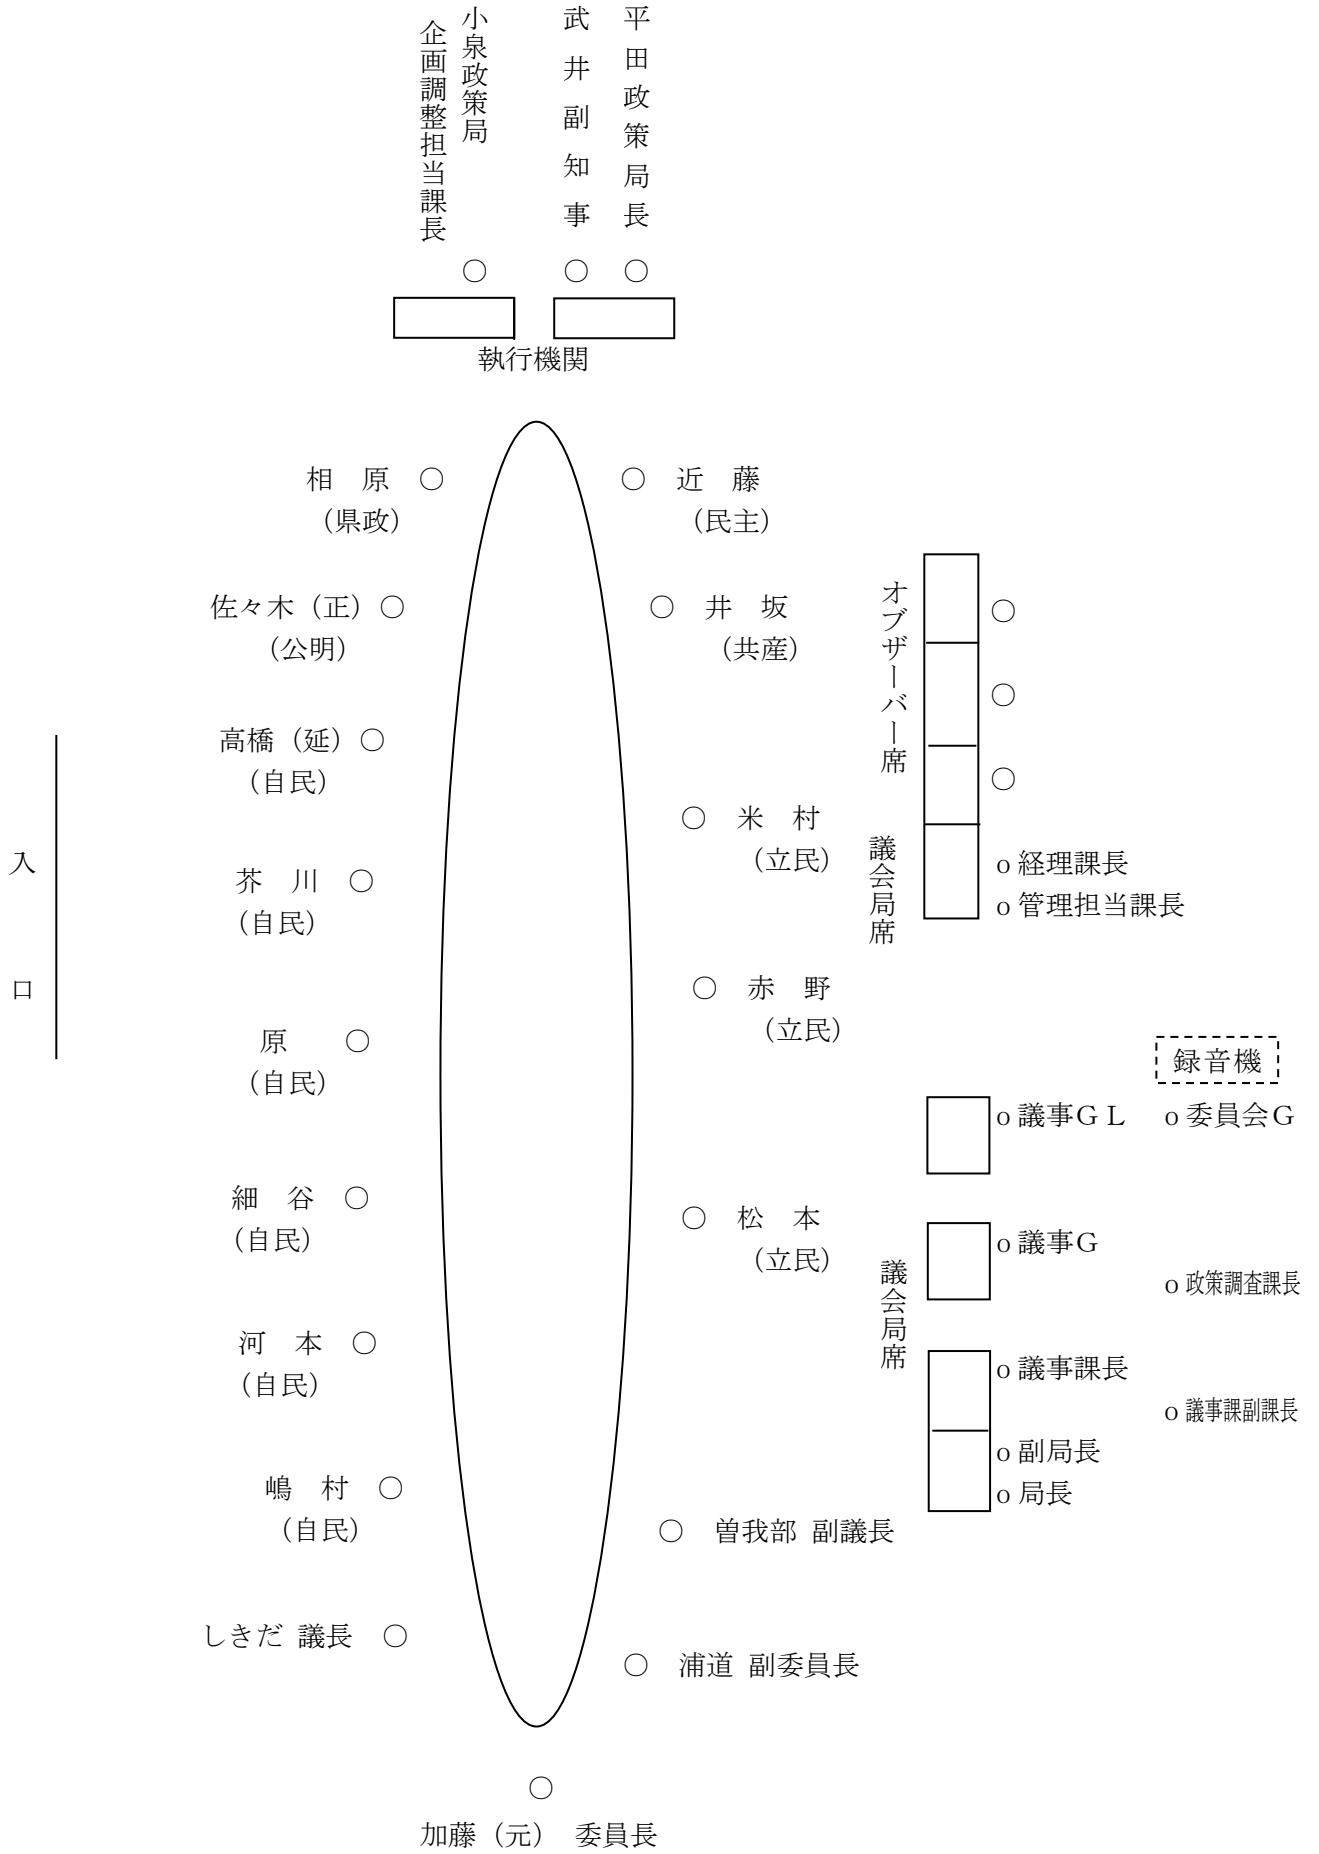 平田政策局長
武井副知事
小泉政策局
企画調整担当課長
執行機関
相　原
（県政）
近　藤
（民主）
佐々木（正）
（公明）
井　坂
（共産）
オブザーバー席
高橋（延）
（自民）
米　村
（立民）
議会局席
o 経理課長
o 管理担当課長
入口
芥　川
（自民）
赤　野
（立民）
原
（自民）
録音機
o 議事ＧＬ
o 委員会Ｇ
細　谷
（自民）
松　本
（立民）
o 議事Ｇ
o 政策調査課長
議会局席
河　本
（自民）
o 議事課長
o 議事課副課長
o 副局長
o 局長
嶋　村
（自民）
曽我部 副議長
しきだ 議長
浦道 副委員長
加藤（元） 委員長